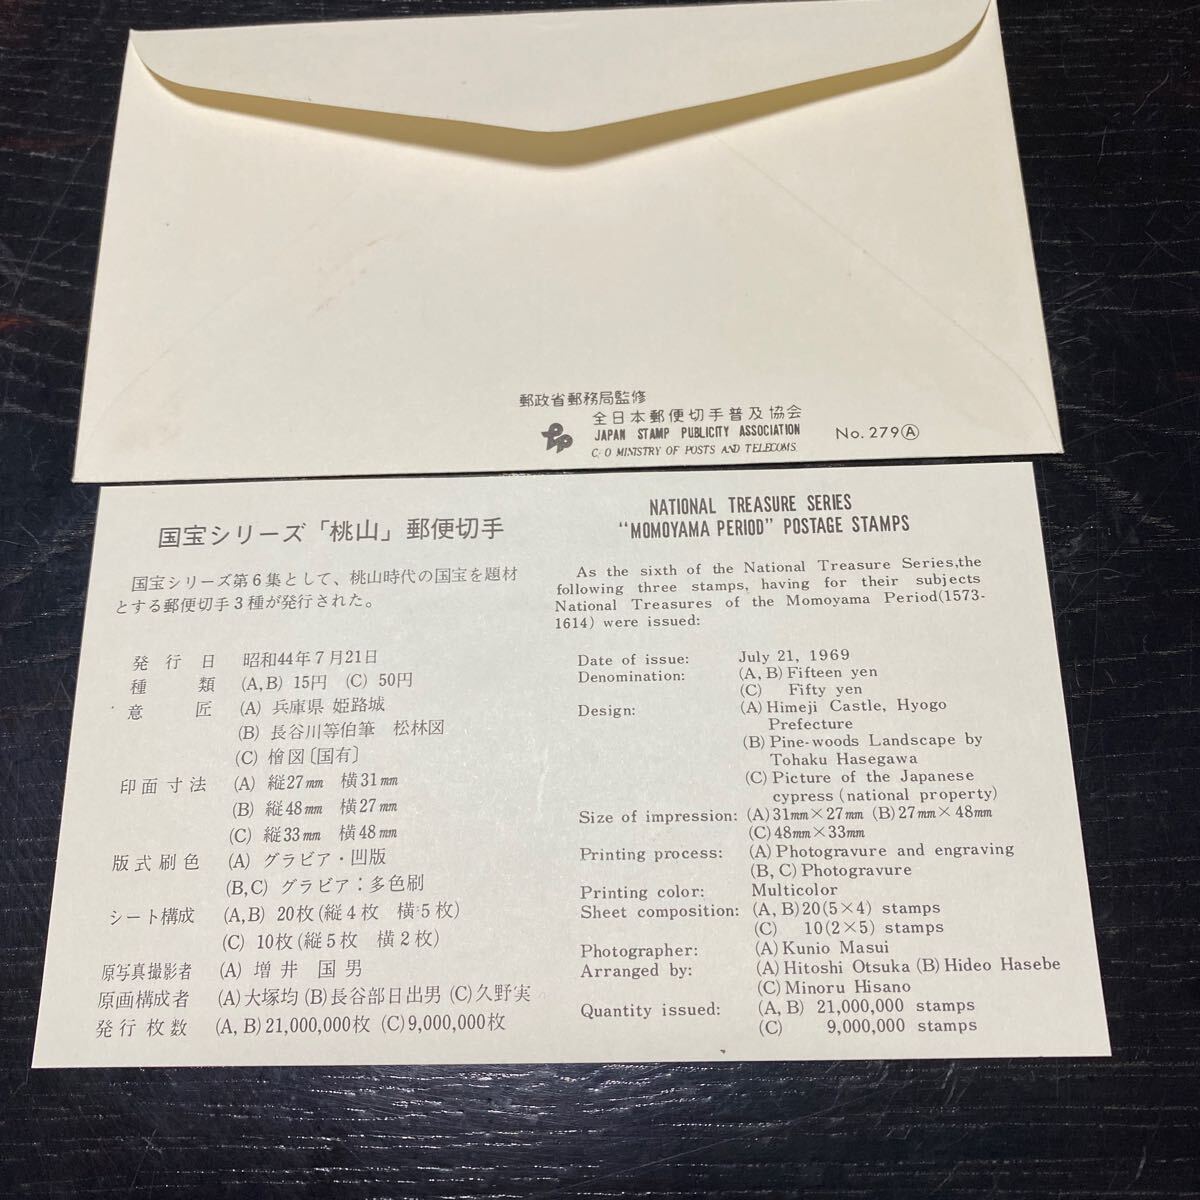 郵政省郵務局監修
全日本郵便切手普及協会
JAPAN STAMP PUBLICITY ASSOCIATION
C/O MINISTRY OF POSTS AND TELECOMS.
No.279Ⓐ
国宝シリーズ「桃山」郵便切手
国宝シリーズ第6集として、桃山時代の国宝を題材
とする郵便切手3種が発行された。
発行日 昭和44年7月21日
種類 (A,B) 15円 (C) 50円
意匠 (A) 兵庫県 姫路城
(B) 長谷川等伯筆 松林図
(C) 檜図〔国有〕
印面寸法 (A) 縦27㎜ 横31㎜
(B) 縦48㎜ 横27㎜
(C) 縦33㎜ 横48㎜
版式刷色 (A) グラビア・凹版
(B,C) グラビア：多色刷
シート構成 (A,B) 20枚(縦4枚 横5枚)
(C) 10枚(縦5枚 横2枚)
原写真撮影者 (A) 増井国男
原画構成者 (A)大塚均 (B)長谷部日出男 (C)久野実
発行枚数 (A,B)21,000,000枚 (C)9,000,000枚
NATIONAL TREASURE SERIES
"MOMOYAMA PERIOD" POSTAGE STAMPS
As the sixth of the National Treasure Series,the
following three stamps, having for their subjects
National Treasures of the Momoyama Period(1573-
1614) were issued:
Date of issue: July 21, 1969
Denomination: (A, B) Fifteen yen
(C) Fifty yen
Design: (A) Himeji Castle, Hyogo
Prefecture
(B) Pine-woods Landscape by
Tohaku Hasegawa
(C) Picture of the Japanese
cypress (national property)
Size of impression: (A) 31㎜×27㎜ (B) 27㎜×48㎜
(C) 48㎜×33㎜
Printing process: (A) Photogravure and engraving
(B, C) Photogravure
Printing color: Multicolor
Sheet composition: (A, B) 20(5×4) stamps
(C) 10(2×5) stamps
Photographer: (A) Kunio Masui
Arranged by: (A) Hitoshi Otsuka (B) Hideo Hasebe
(C) Minoru Hisano
Quantity issued: (A, B) 21,000,000 stamps
(C) 9,000,000 stamps